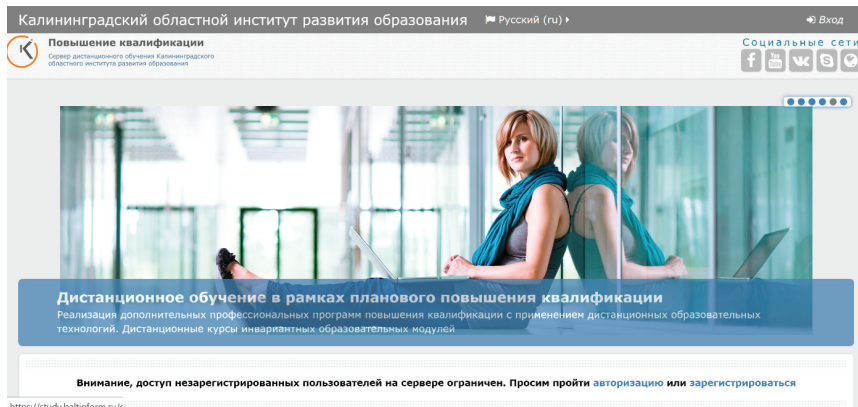 Калининградский областной институт развития образования Русский (ru) Вход
Повышение квалификации
Сервер дистанционного обучения Калининградского
областного института развития образования
Социальные сети
Дистанционное обучение в рамках планового повышения квалификации
Реализация дополнительных профессиональных программ повышения квалификации с применением дистанционных образовательных
технологий. Дистанционные курсы инвариантных образовательных модулей
Внимание, доступ незарегистрированных пользователей на сервере ограничен. Просим пройти авторизацию или зарегистрироваться